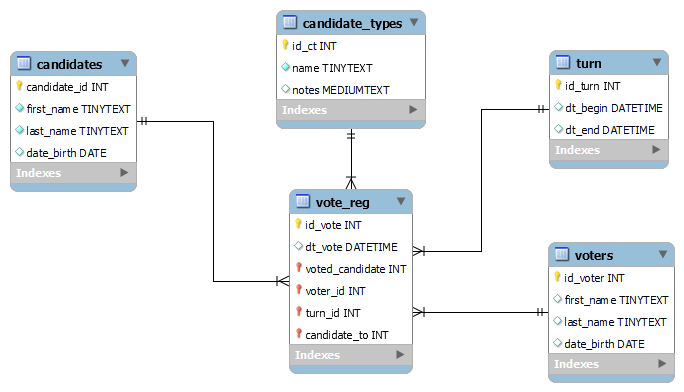 candidate_types
id_ct INT
name TINYTEXT
notes MEDIUMTEXT
Indexes
candidates
candidate_id INT
first_name TINYTEXT
last_name TINYTEXT
date_birth DATE
Indexes
turn
id_turn INT
dt_begin DATETIME
dt_end DATETIME
Indexes
vote_reg
id_vote INT
dt_vote DATETIME
voted_candidate INT
voter_id INT
turn_id INT
candidate_to INT
Indexes
voters
id_voter INT
first_name TINYTEXT
last_name TINYTEXT
date_birth DATE
Indexes